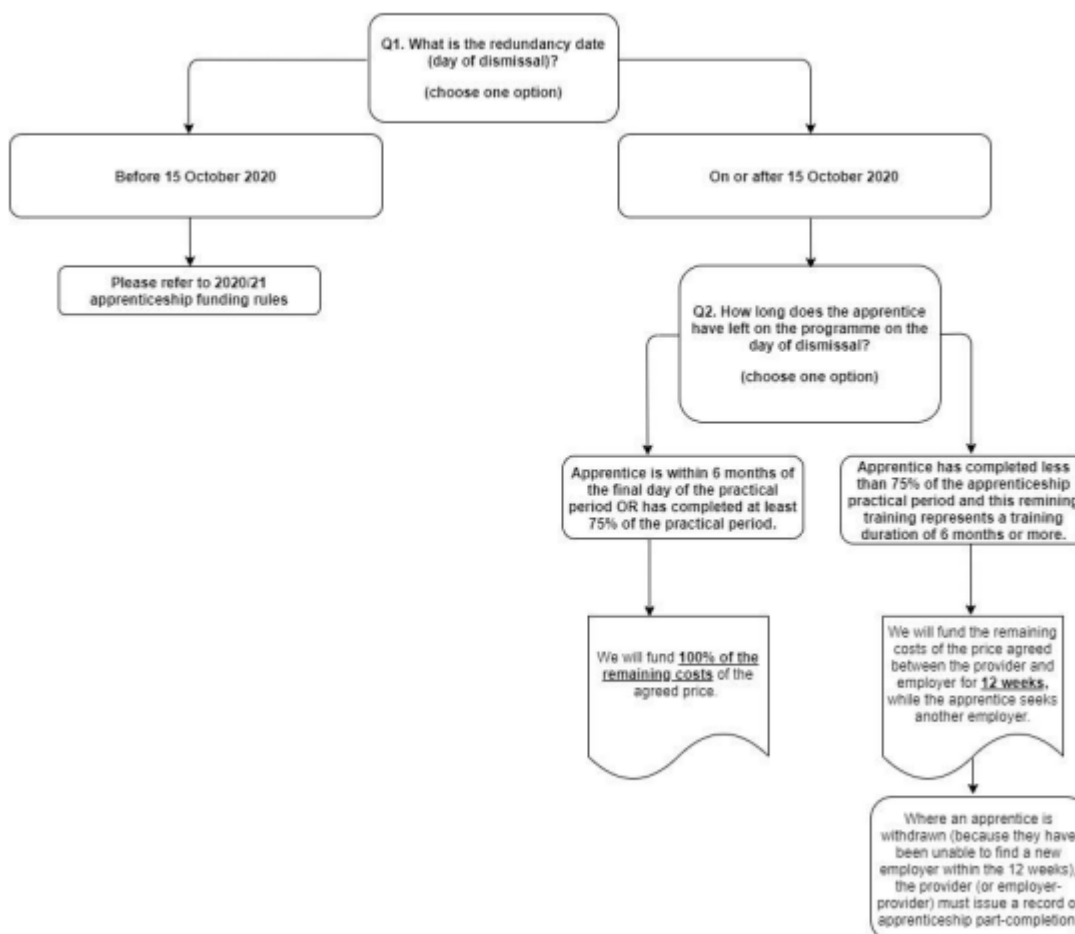 Q1. What is the redundancy date
(day of dismissal)?
(choose one option)
Before 15 October 2020
On or after 15 October 2020
Please refer to 2020/21
apprenticeship funding rules
Q2. How long does the apprentice
have left on the programme on the
day of dismissal?
(choose one option)
Apprentice is within 6 months of
the final day of the practical
period OR has completed at least
75% of the practical period.
Apprentice has completed less
than 75% of the apprenticeship
practical period and this remining
training represents a training
duration of 6 months or more.
We will fund 100% of the
remaining costs of the
agreed price.
We will fund the remaining
costs of the price agreed
between the provider and
employer for 12 weeks,
while the apprentice seeks
another employer.
Where an apprentice is
withdrawn (because they have
been unable to find a new
employer within the 12 weeks),
the provider (or employer-
provider) must issue a record o
apprenticeship part-completion